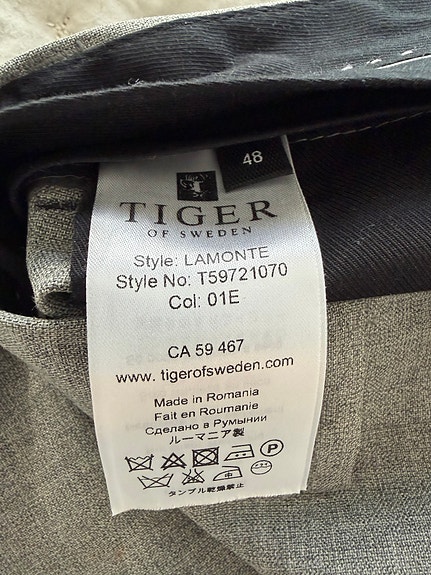 48
TIGER
OF SWEDEN
Style: LAMONTE
Style No: T59721070
Col: 01E
CA 59 467
www. tigerofsweden.com
Made in Romania
Fait en Roumanie
Сделано в Румынии
ルーマニア製
P
タンブル乾燥禁止